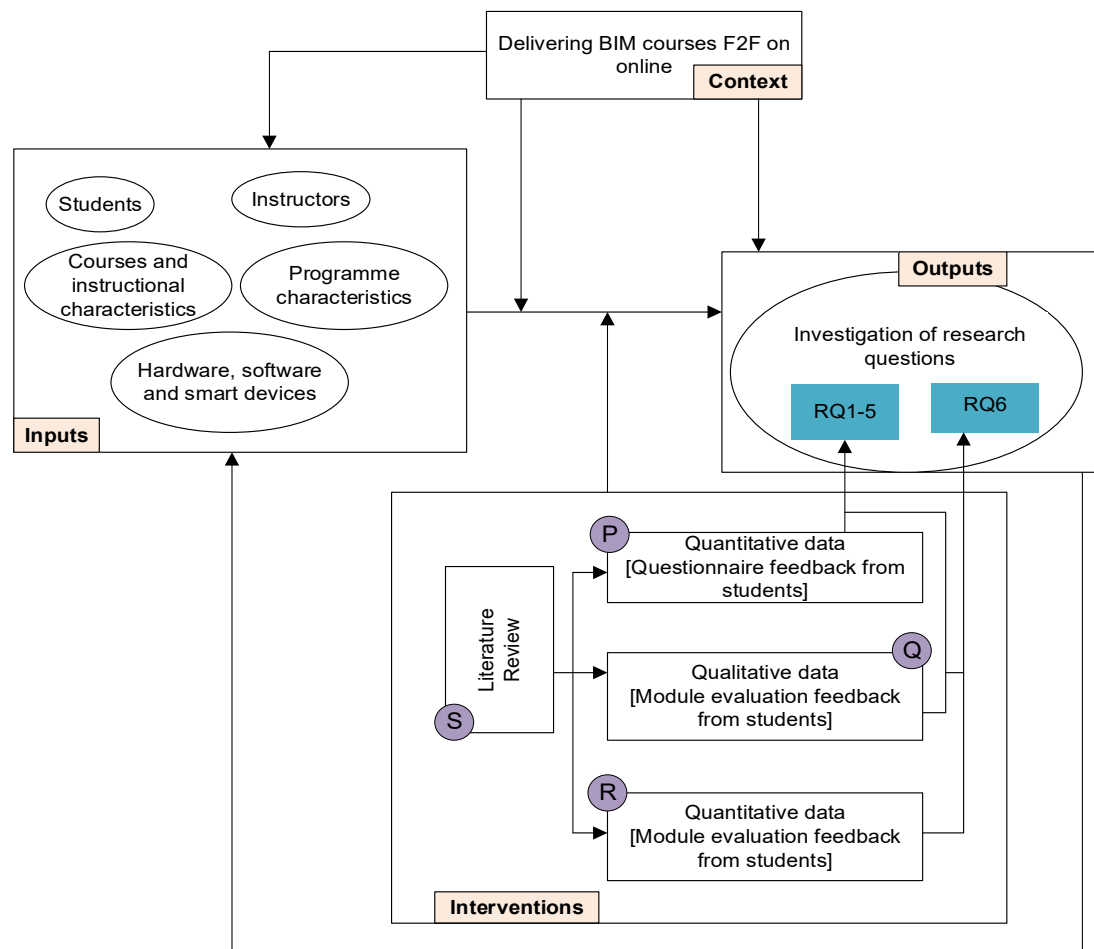 Delivering BIM courses F2F on
online
Context
Students
Instructors
Courses and
instructional
characteristics
Programme
characteristics
Hardware, software
and smart devices
Inputs
Outputs
Investigation of research
questions
RQ1-5
RQ6
Literature
Review
S
P
Quantitative data
[Questionnaire feedback from
students]
Q
Qualitative data
[Module evaluation feedback
from students]
R
Quantitative data
[Module evaluation feedback
from students]
Interventions